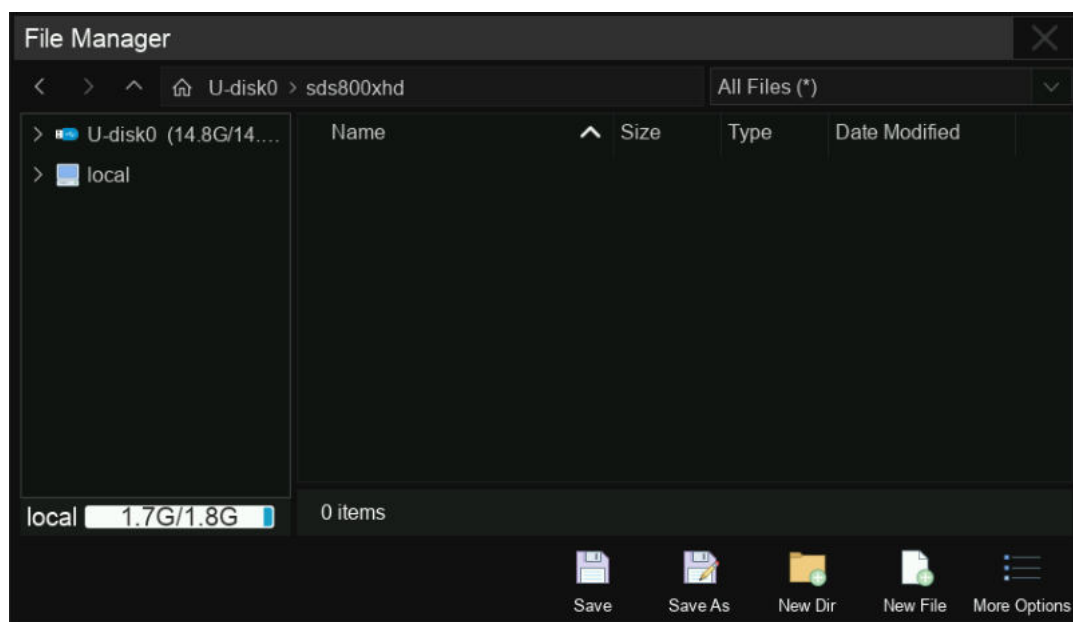 File Manager
U-disk0 > sds800xhd All Files (*)
U-disk0 (14.8G/14.... Name Size Type Date Modified
local
local 1.7G/1.8G 0 items
Save Save As New Dir New File More Options